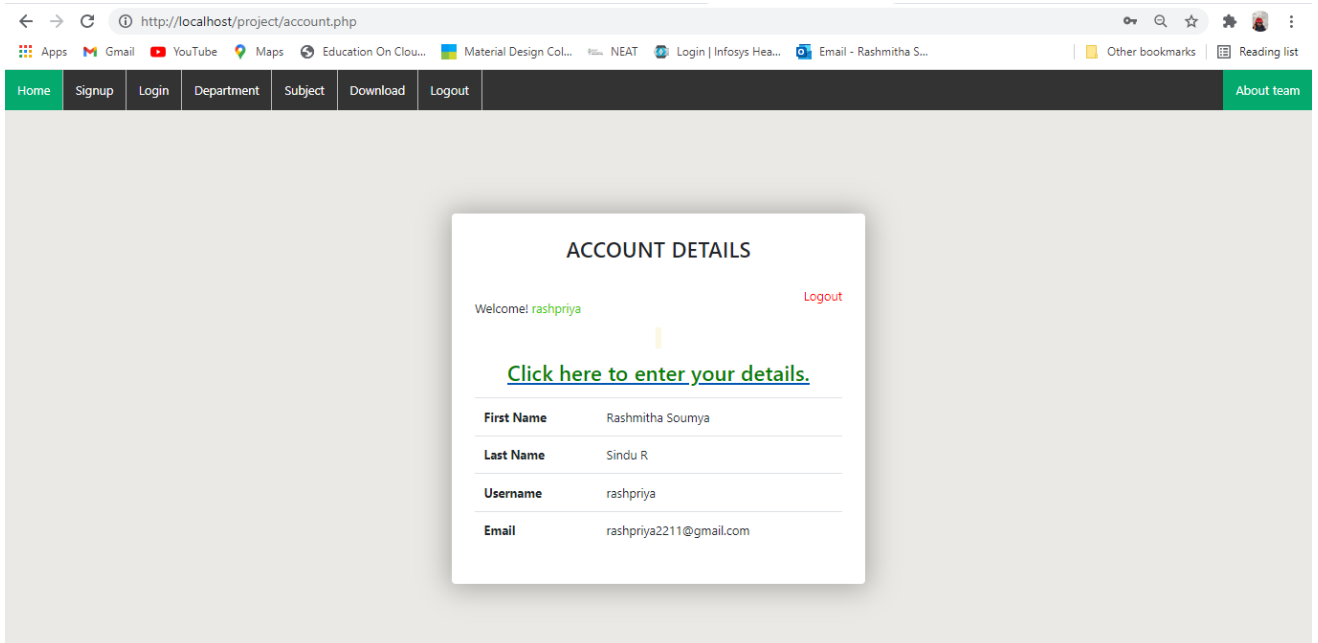 http://localhost/project/account.php
Apps Gmail YouTube Maps Education On Clou... Material Design Col... NEAT Login | Infosys Hea... Email - Rashmitha S... Other bookmarks Reading list
Home Signup Login Department Subject Download Logout About team
ACCOUNT DETAILS
Logout
Welcome! rashpriya
Click here to enter your details.
First Name Rashmitha Soumya
Last Name Sindu R
Username rashpriya
Email rashpriya2211@gmail.com